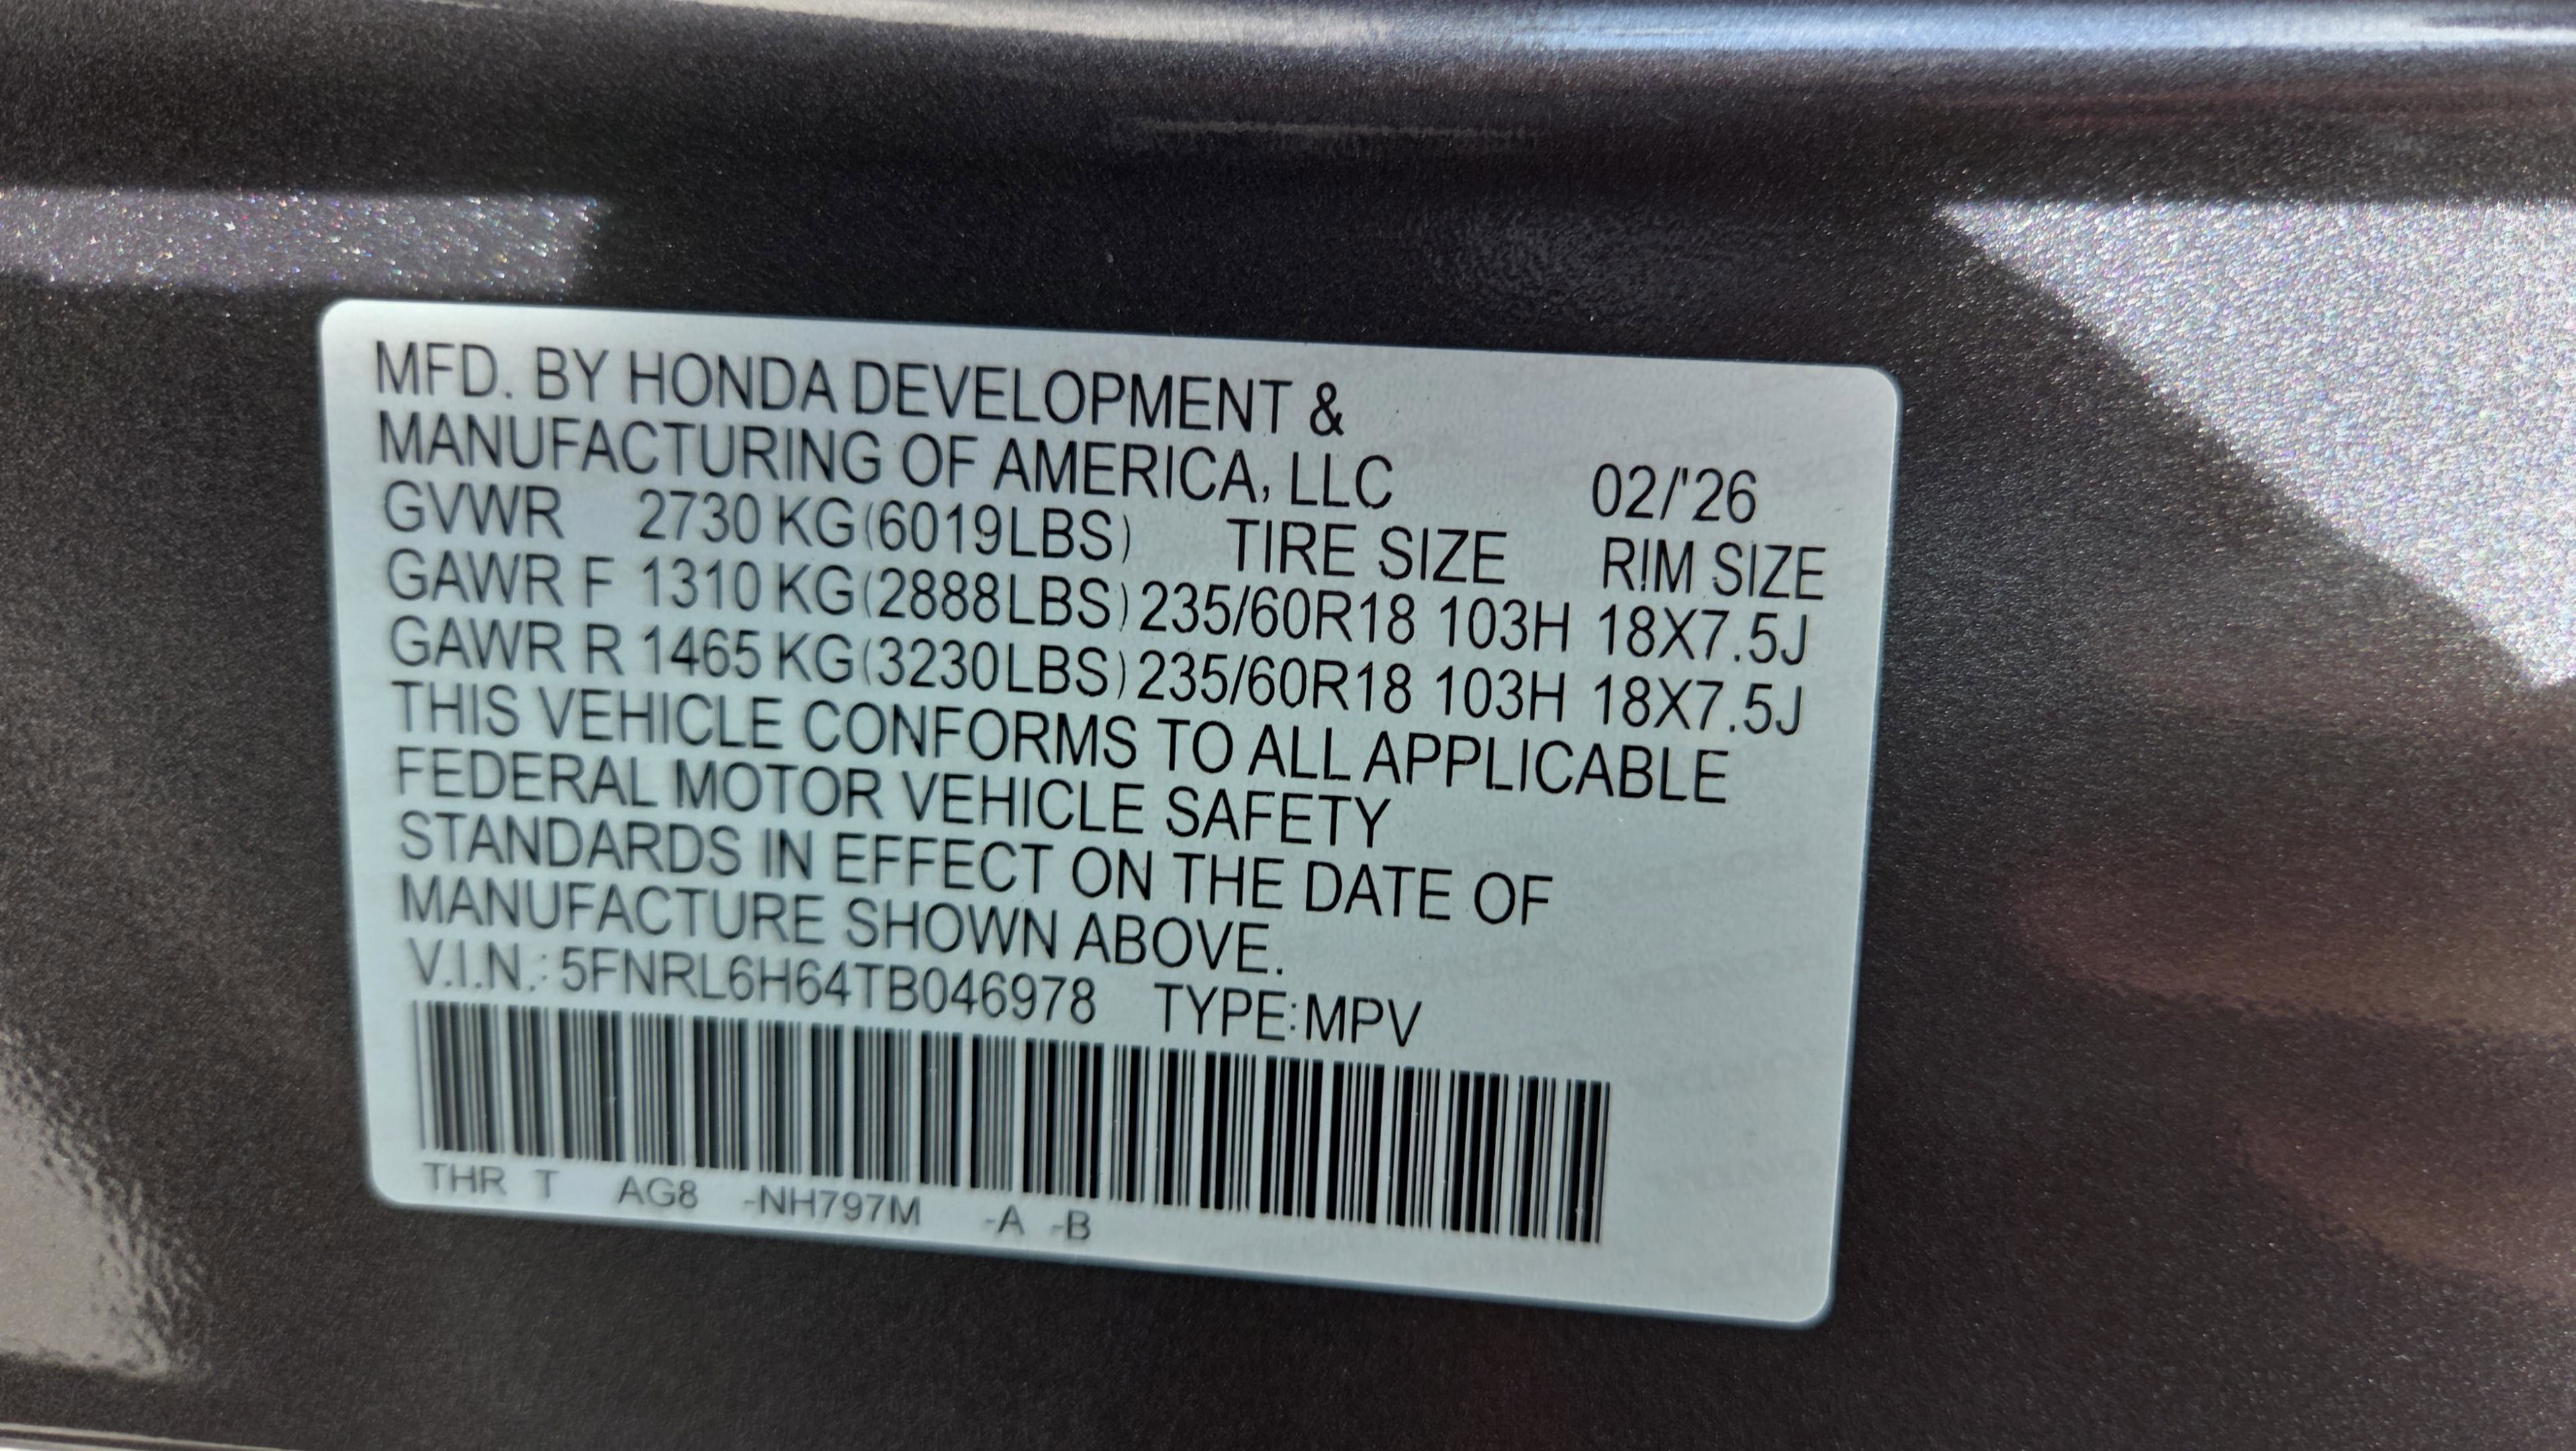 MFD. BY HONDA DEVELOPMENT &
MANUFACTURING OF AMERICA, LLC 02/'26
GVWR 2730 KG(6019LBS) TIRE SIZE RIM SIZE
GAWR F 1310 KG(2888LBS) 235/60R18 103H 18X7.5J
GAWR R 1465 KG(3230LBS) 235/60R18 103H 18X7.5J
THIS VEHICLE CONFORMS TO ALL APPLICABLE
FEDERAL MOTOR VEHICLE SAFETY
STANDARDS IN EFFECT ON THE DATE OF
MANUFACTURE SHOWN ABOVE.
V.I.N.: 5FNRL6H64TB046978 TYPE:MPV
THR T AG8 -NH797M -A -B